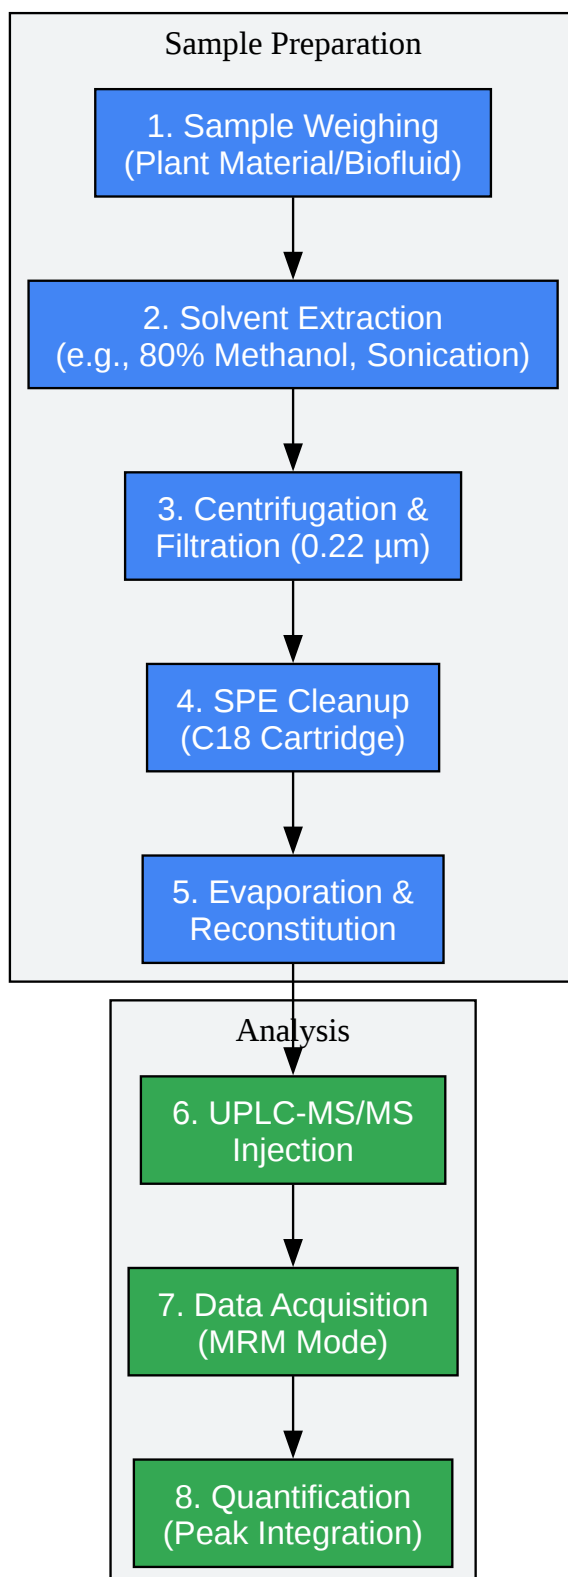 Sample Preparation
1. Sample Weighing
(Plant Material/Biofluid)
2. Solvent Extraction
(e.g., 80% Methanol, Sonication)
3. Centrifugation &
Filtration (0.22 µm)
4. SPE Cleanup
(C18 Cartridge)
5. Evaporation &
Reconstitution
Analysis
6. UPLC-MS/MS
Injection
7. Data Acquisition
(MRM Mode)
8. Quantification
(Peak Integration)